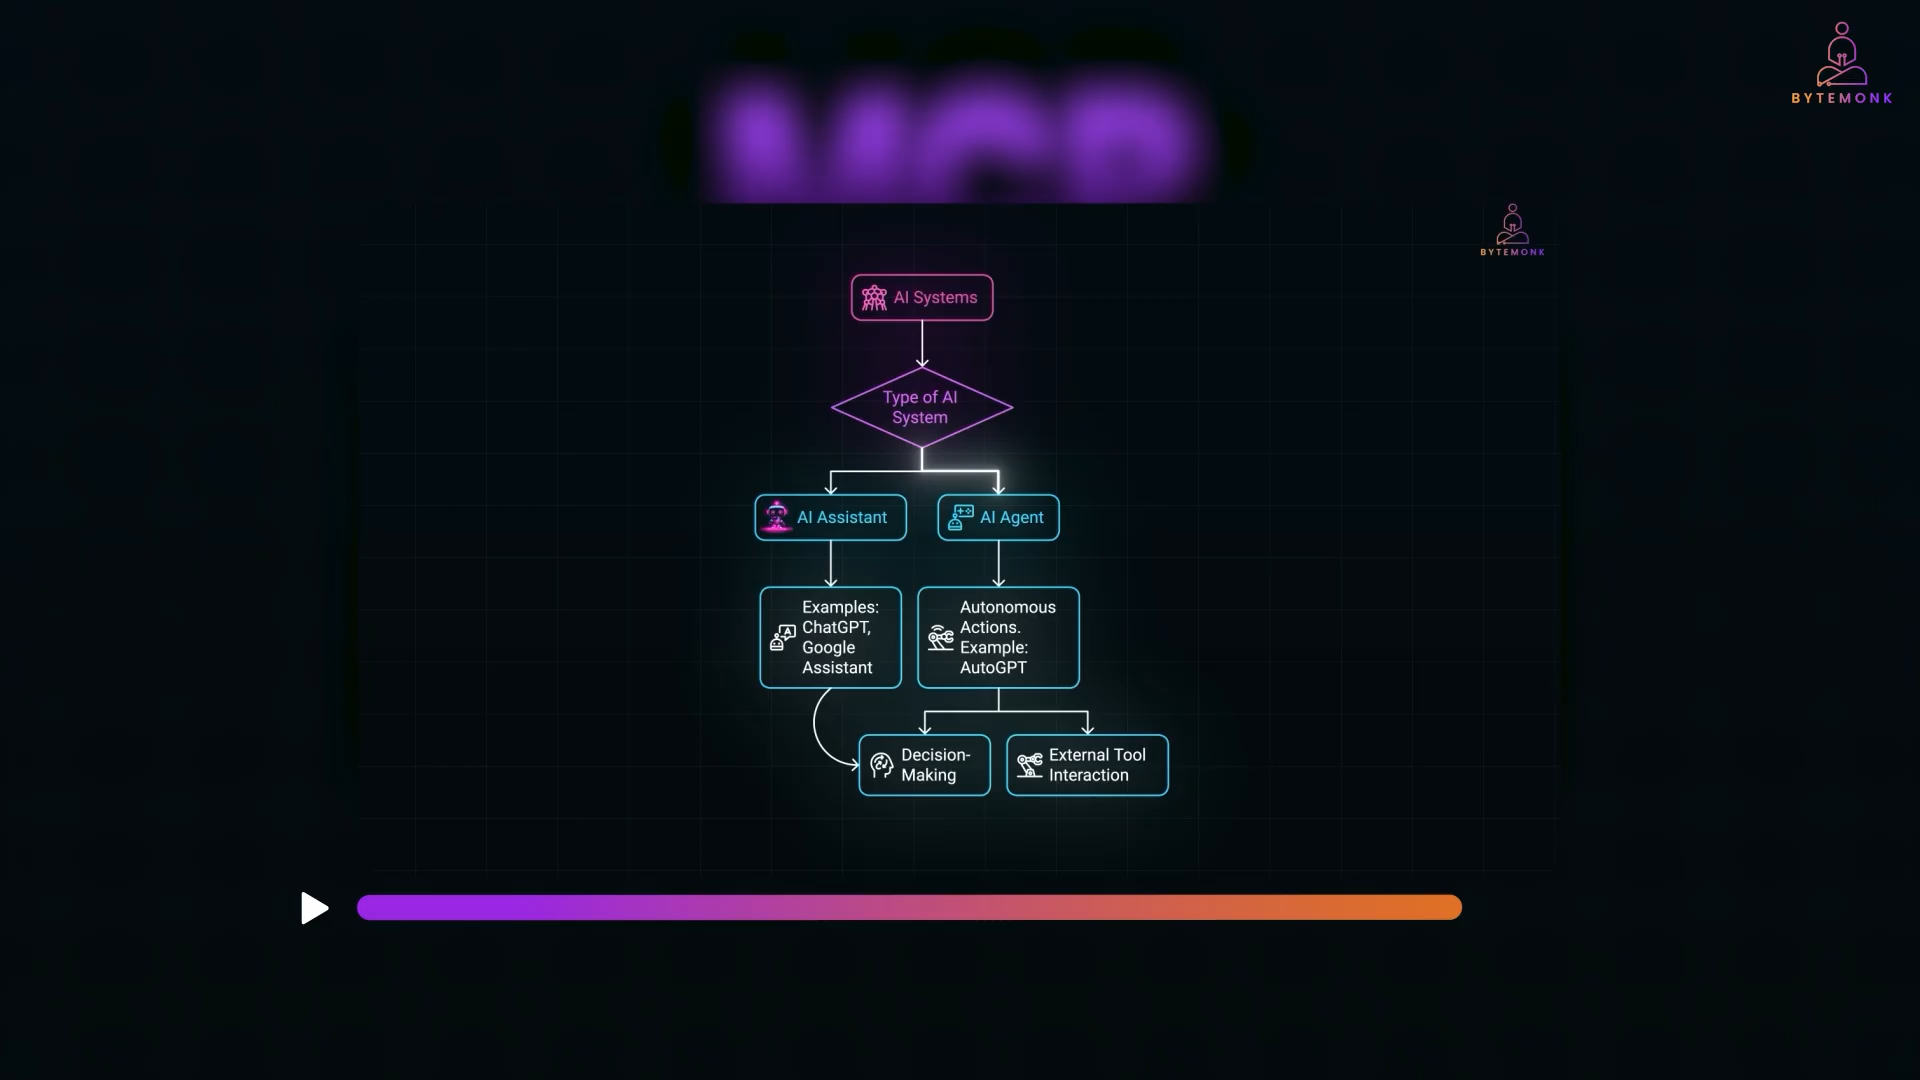 BYTEMONK
BYTEMONK
AI Systems
Type of AI
System
AI Assistant
AI Agent
Examples:
ChatGPT,
Google
Assistant
Autonomous
Actions.
Example:
AutoGPT
Decision-
Making
External Tool
Interaction